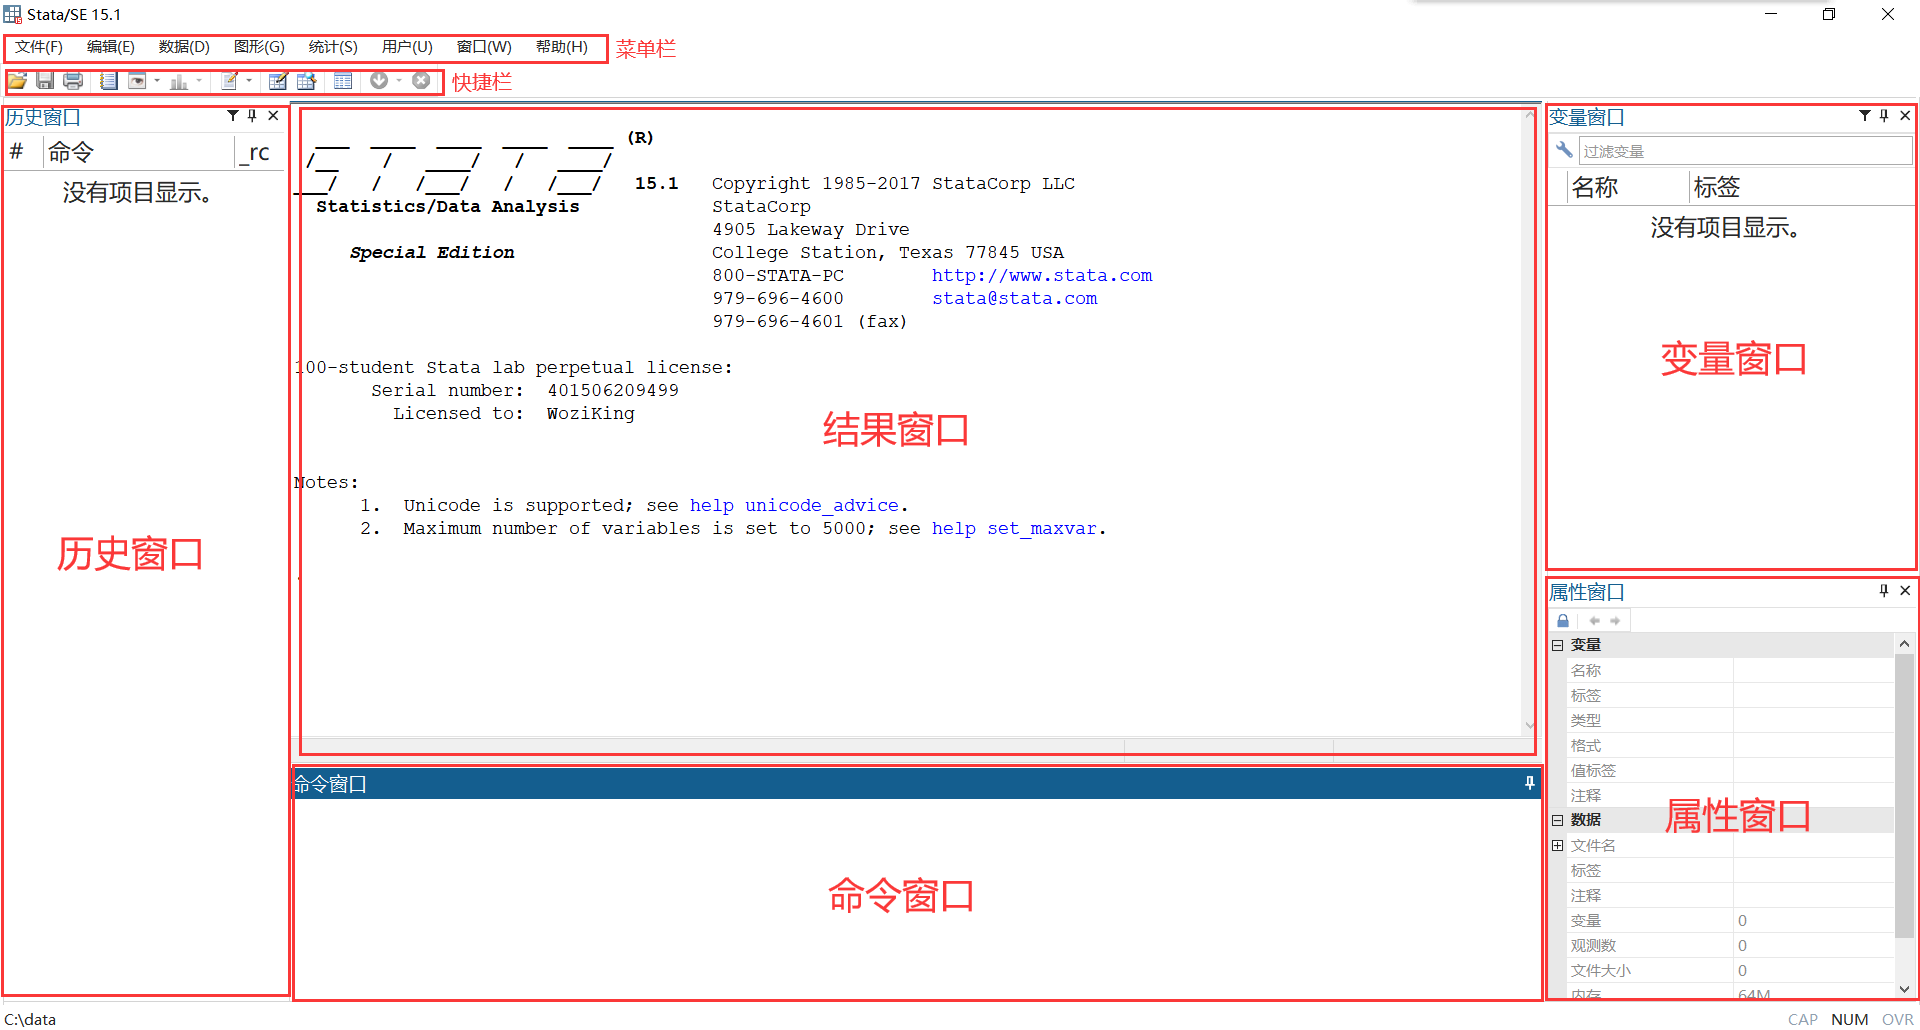 Stata/SE 15.1
文件(F) 编辑(E) 数据(D) 图形(G) 统计(S) 用户(U) 窗口(W) 帮助(H) 菜单栏
快捷栏
历史窗口
# 命令 _rc
没有项目显示。
历史窗口
(R)
15.1 Copyright 1985-2017 StataCorp LLC
Statistics/Data Analysis StataCorp
4905 Lakeway Drive
Special Edition College Station, Texas 77845 USA
800-STATA-PC http://www.stata.com
979-696-4600 stata@stata.com
979-696-4601 (fax)
100-student Stata lab perpetual license:
Serial number: 401506209499
Licensed to: WoziKing
结果窗口
Notes:
1. Unicode is supported; see help unicode_advice.
2. Maximum number of variables is set to 5000; see help set_maxvar.
.
命令窗口
命令窗口
变量窗口
过滤变量
名称 标签
没有项目显示。
变量窗口
属性窗口
变量
名称
标签
类型
格式
值标签
注释
属性窗口
数据
文件名
标签
注释
变量 0
观测数 0
文件大小 0
内存 64M
C:\data
CAP NUM OVR